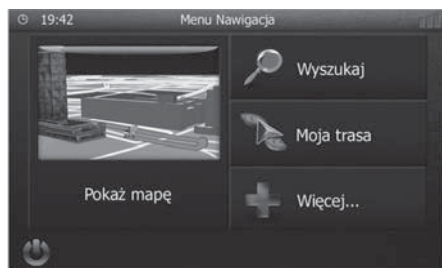 19:42 Menu Nawigacja
Wyszukaj
Moja trasa
Pokaż mapę
Więcej...